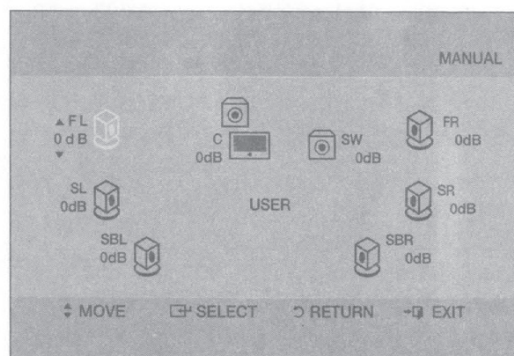 MANUAL
FL
0dB
C
0dB
SW
0dB
FR
0dB
SL
0dB
USER
SR
0dB
SBL
0dB
SBR
0dB
MOVE SELECT RETURN EXIT